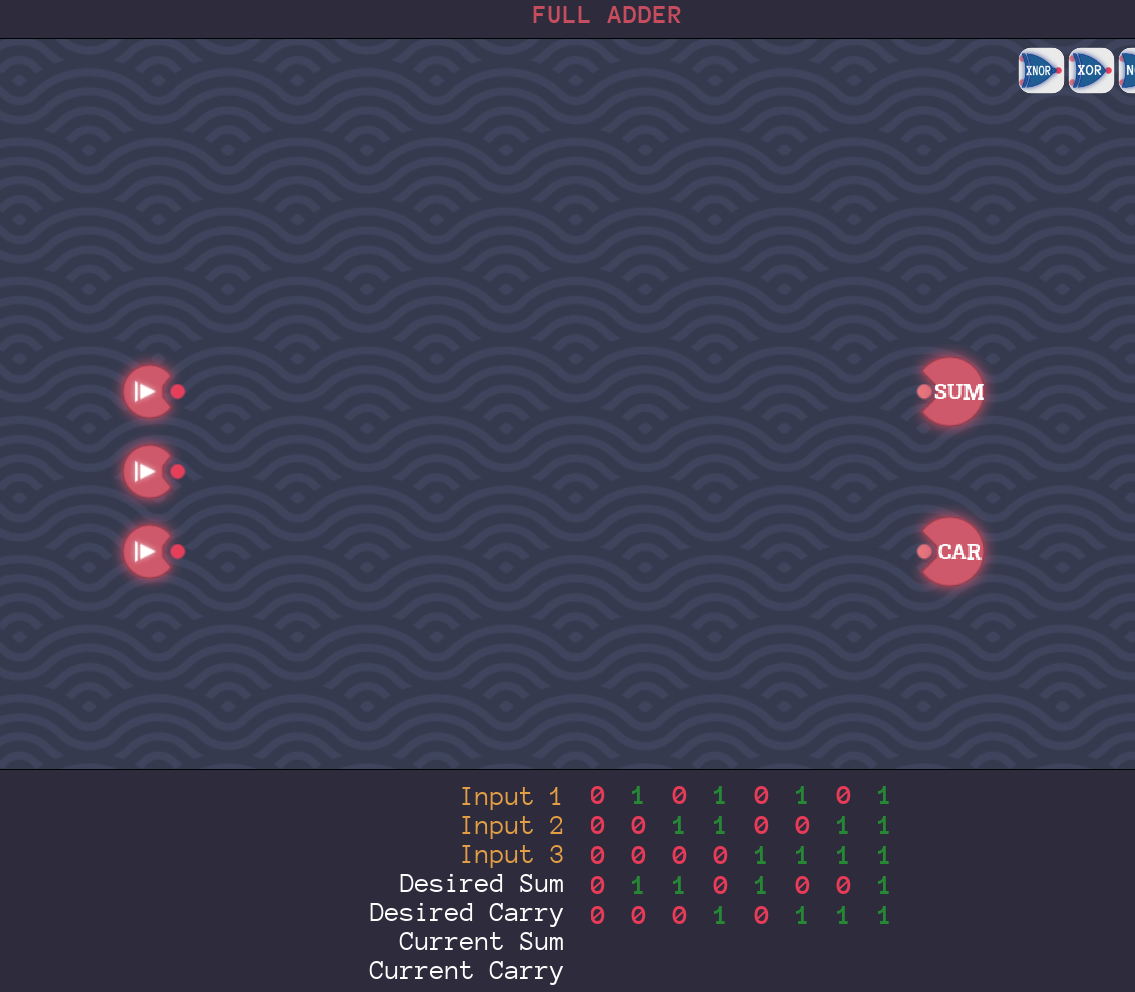 FULL ADDER
XNOR XOR
SUM
CAR
Input 1 0 1 0 1 0 1 0 1
Input 2 0 0 1 1 0 0 1 1
Input 3 0 0 0 0 1 1 1 1
Desired Sum 0 1 1 0 1 0 0 1
Desired Carry 0 0 0 1 0 1 1 1
Current Sum
Current Carry